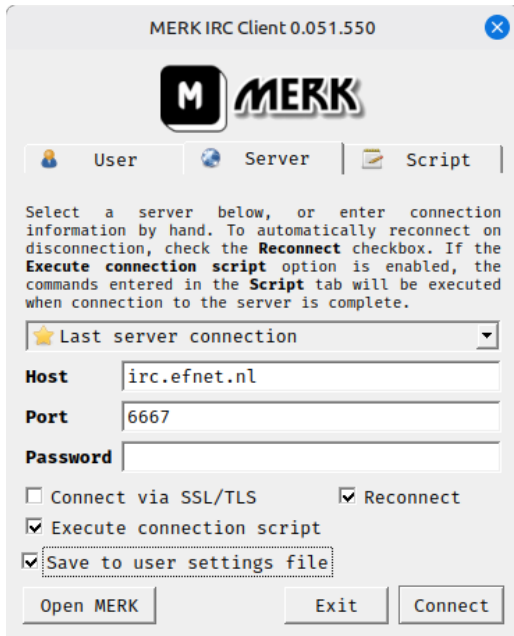 MERK IRC Client 0.051.550
M MERK
User Server Script
Select a server below, or enter connection
information by hand. To automatically reconnect on
disconnection, check the Reconnect checkbox. If the
Execute connection script option is enabled, the
commands entered in the Script tab will be executed
when connection to the server is complete.
Last server connection
Host irc.efnet.nl
Port 6667
Password
Connect via SSL/TLS Reconnect
Execute connection script
Save to user settings file
Open MERK Exit Connect